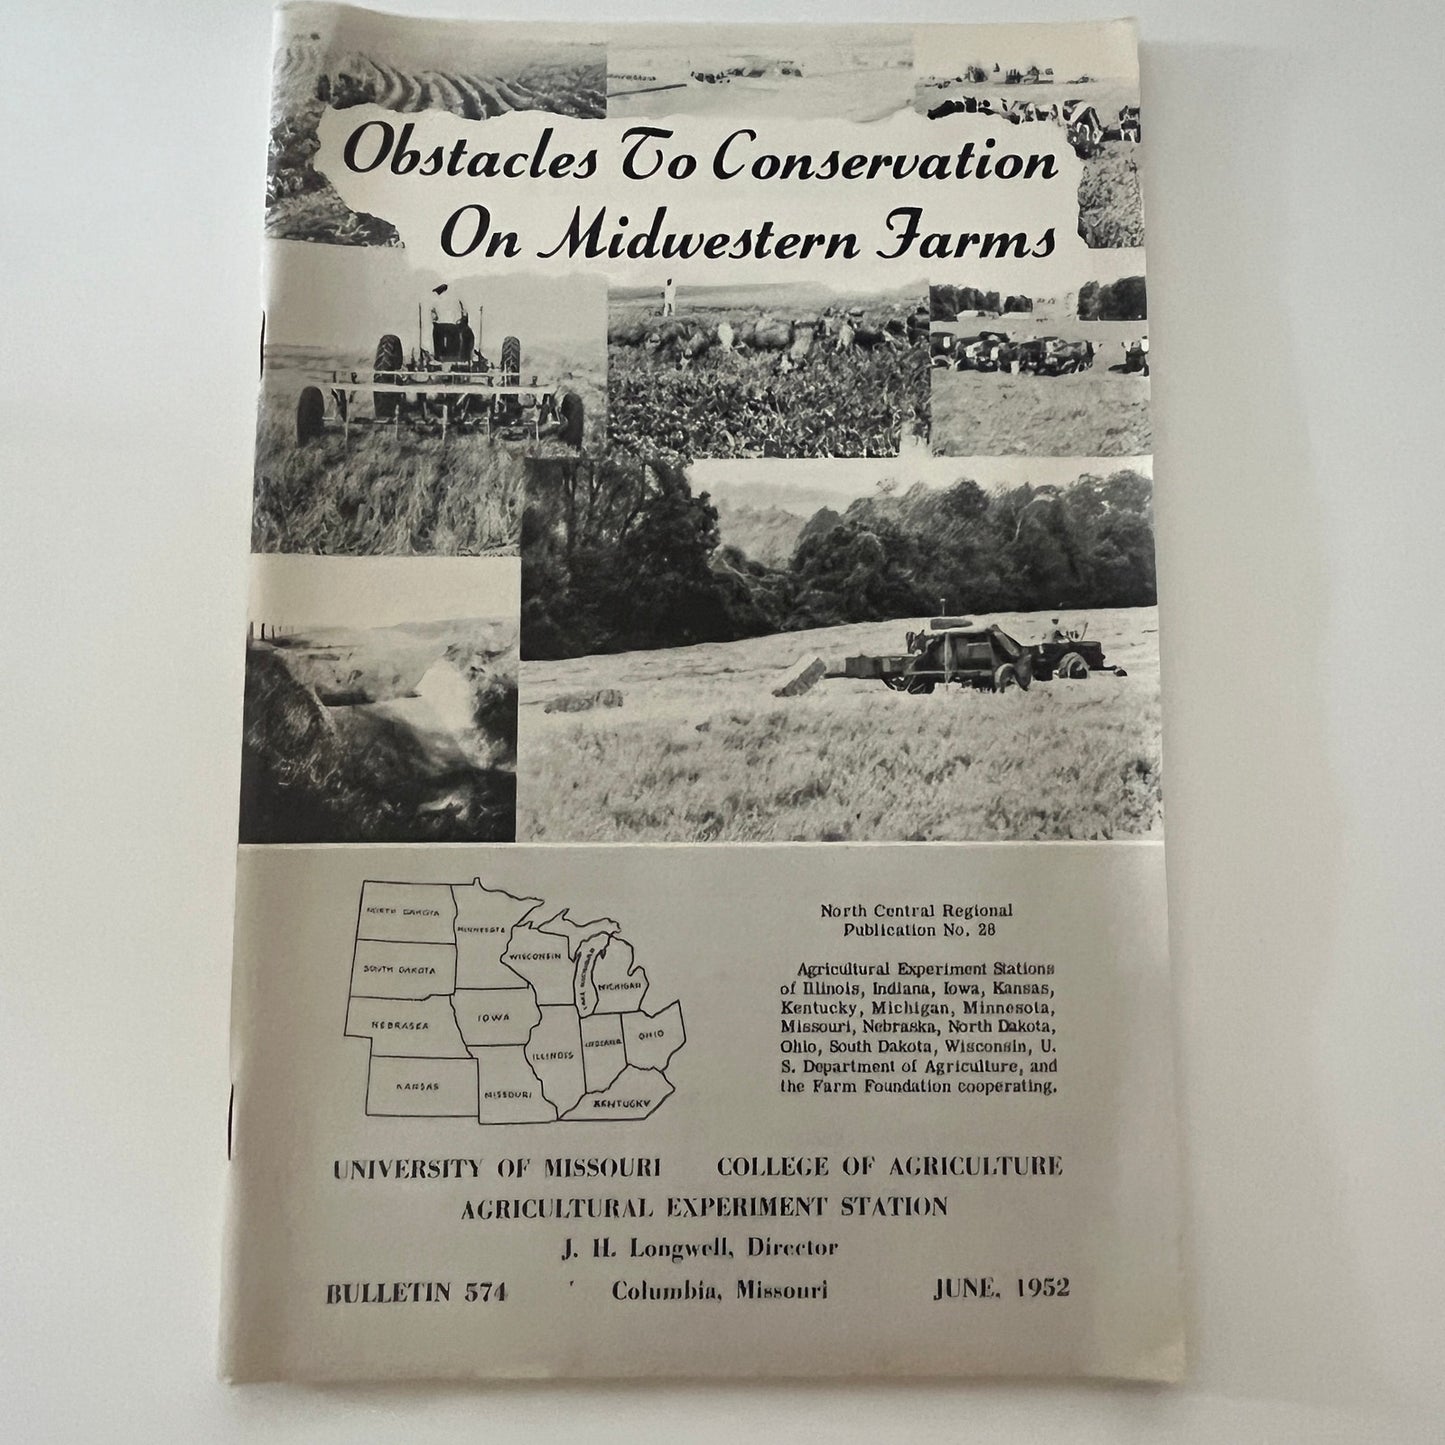 Obstacles To Conservation
On Midwestern Farms
NORTH DAKOTA
MINNESOTA
SOUTH DAKOTA
WISCONSIN
LAKE MICHIGAN
MICHIGAN
NEBRASKA
IOWA
ILLINOIS
INDIANA
OHIO
KANSAS
MISSOURI
KENTUCKY
North Central Regional
Publication No. 28
Agricultural Experiment Stations
of Illinois, Indiana, Iowa, Kansas,
Kentucky, Michigan, Minnesota,
Missouri, Nebraska, North Dakota,
Ohio, South Dakota, Wisconsin, U.
S. Department of Agriculture, and
the Farm Foundation cooperating.
UNIVERSITY OF MISSOURI COLLEGE OF AGRICULTURE
AGRICULTURAL EXPERIMENT STATION
J. H. Longwell, Director
BULLETIN 574 Columbia, Missouri JUNE, 1952